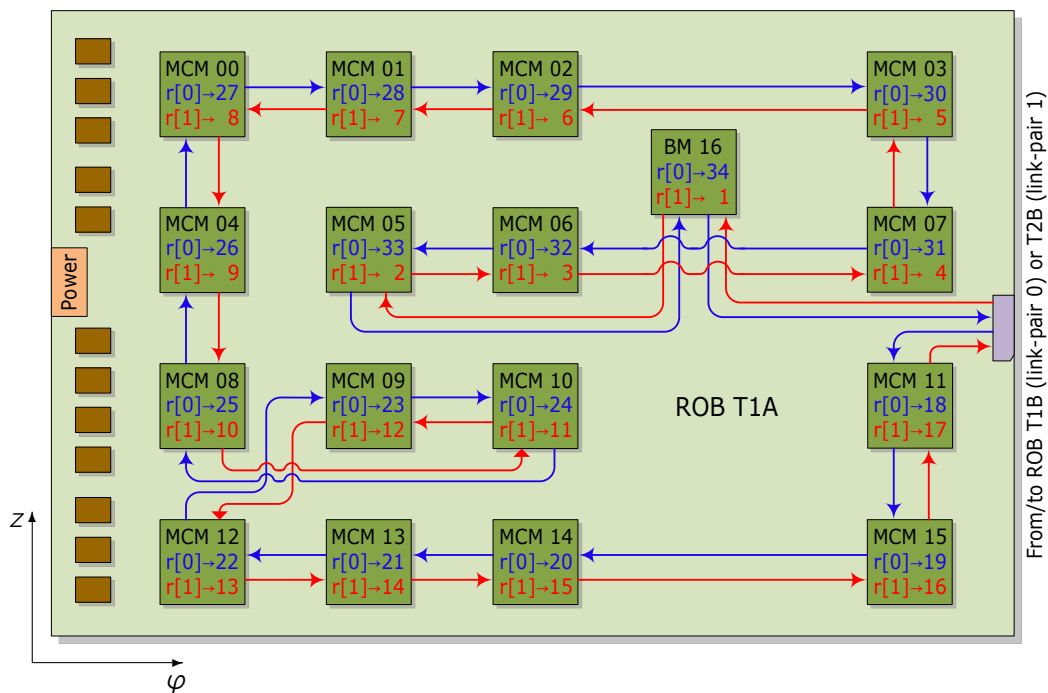 MCM 00
r[0]→27
r[1]→ 8
MCM 01
r[0]→28
r[1]→ 7
MCM 02
r[0]→29
r[1]→ 6
MCM 03
r[0]→30
r[1]→ 5
BM 16
r[0]→34
r[1]→ 1
MCM 04
r[0]→26
r[1]→ 9
MCM 05
r[0]→33
r[1]→ 2
MCM 06
r[0]→32
r[1]→ 3
MCM 07
r[0]→31
r[1]→ 4
Power
MCM 08
r[0]→25
r[1]→10
MCM 09
r[0]→23
r[1]→12
MCM 10
r[0]→24
r[1]→11
ROB T1A
MCM 11
r[0]→18
r[1]→17
MCM 12
r[0]→22
r[1]→13
MCM 13
r[0]→21
r[1]→14
MCM 14
r[0]→20
r[1]→15
MCM 15
r[0]→19
r[1]→16
From/to ROB T1B (link-pair 0) or T2B (link-pair 1)
z
φ